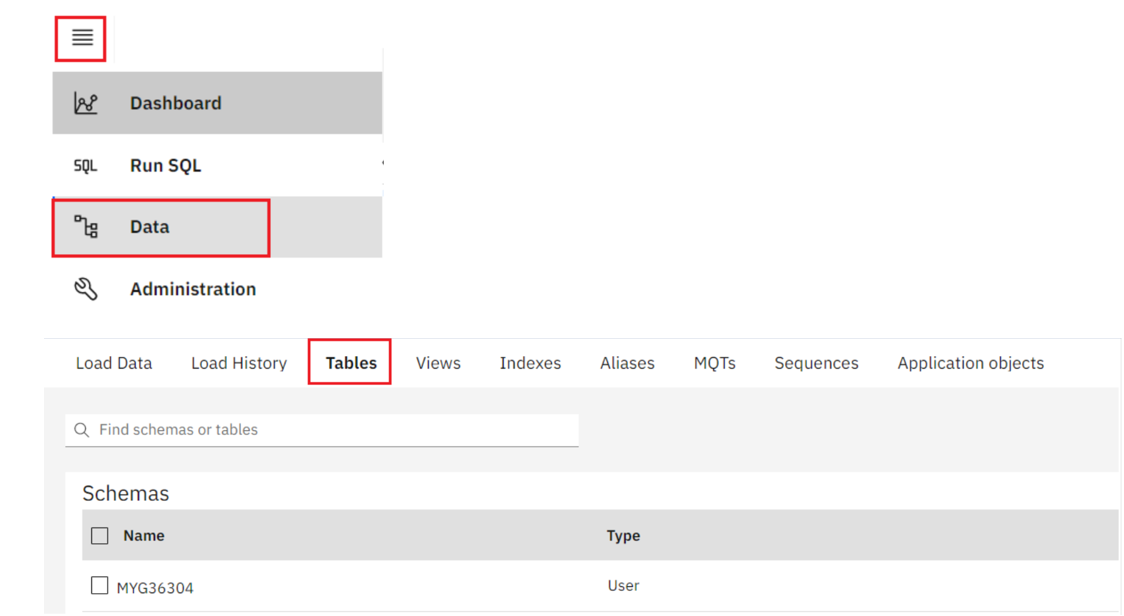 Dashboard
SQL Run SQL
Data
Administration
Load Data Load History Tables Views Indexes Aliases MQTs Sequences Application objects
Find schemas or tables
Schemas
Name Type
MYG36304 User